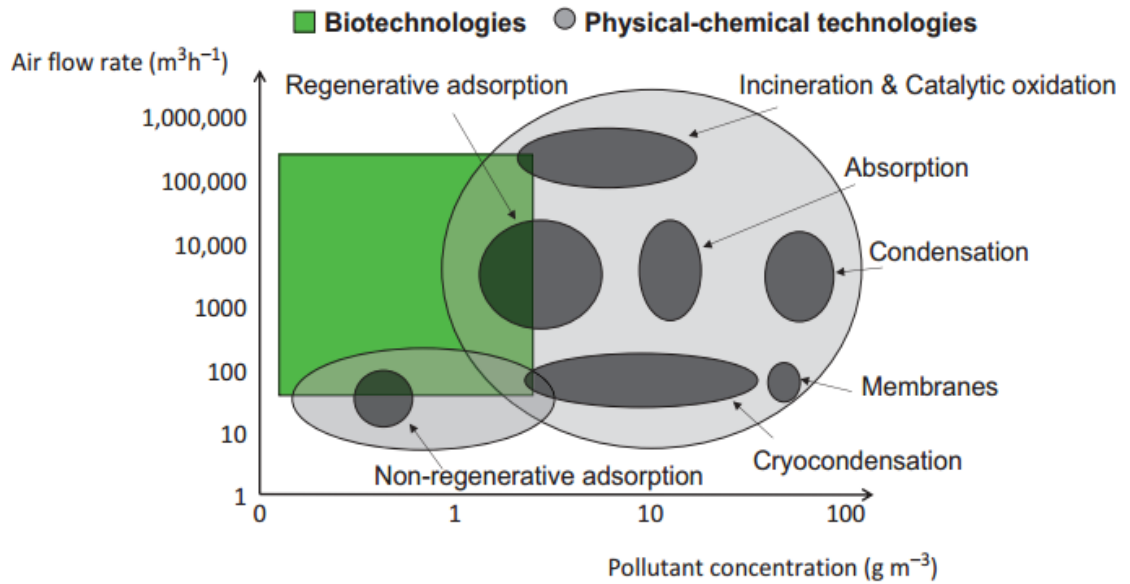 Biotechnologies Physical-chemical technologies
Air flow rate (m³h⁻¹)
Regenerative adsorption
Incineration & Catalytic oxidation
1,000,000
Absorption
100,000
10,000
Condensation
1000
100
Membranes
10
Cryocondensation
Non-regenerative adsorption
1
0 1 10 100
Pollutant concentration (g m⁻³)